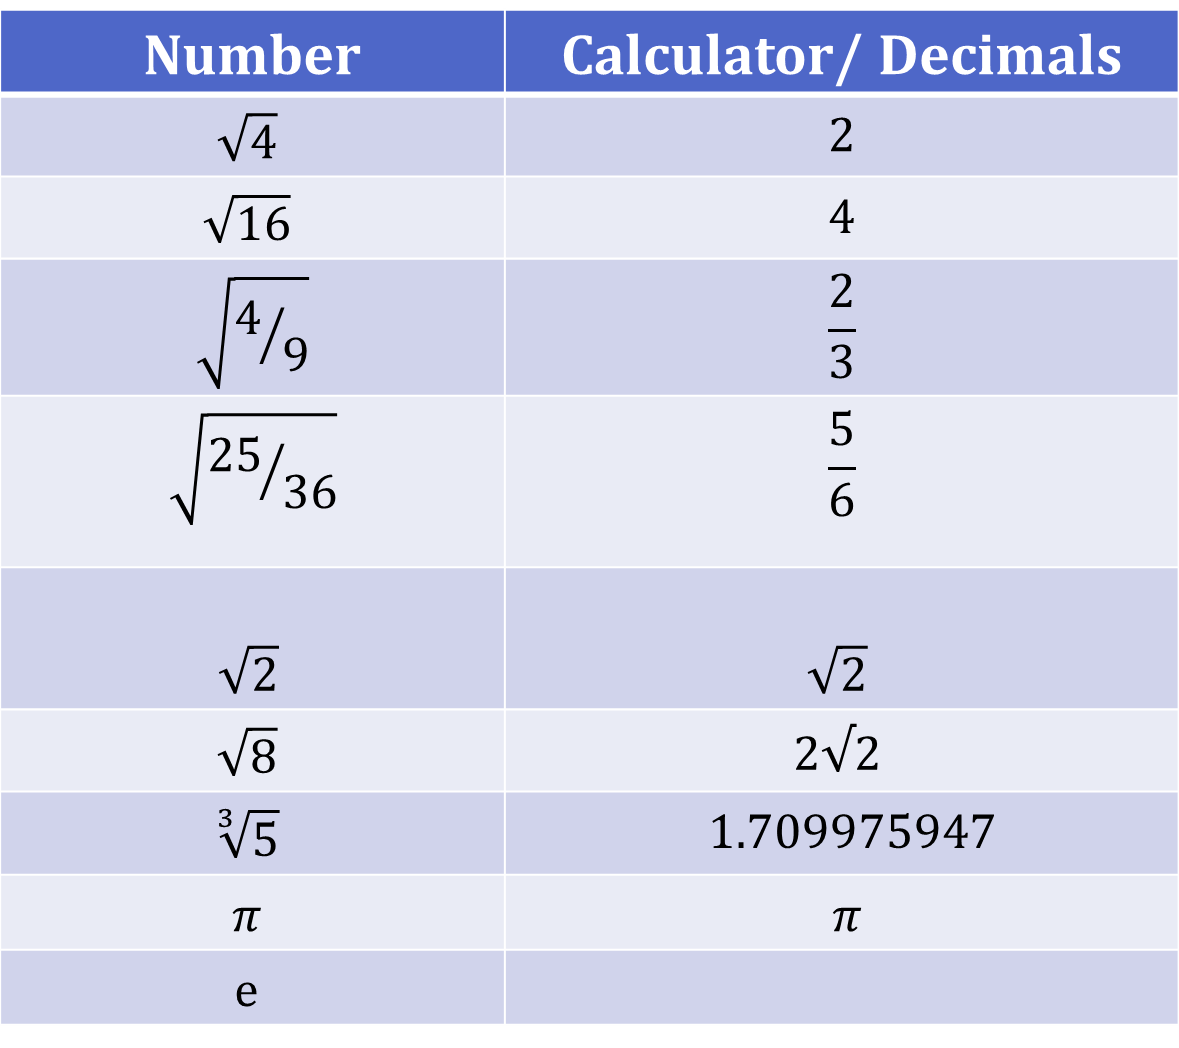 Number Calculator/ Decimals
√4 2
√16 4
√4/9 2/3
√25/36 5/6
√2 √2
√8 2√2
∛5 1.709975947
π π
e